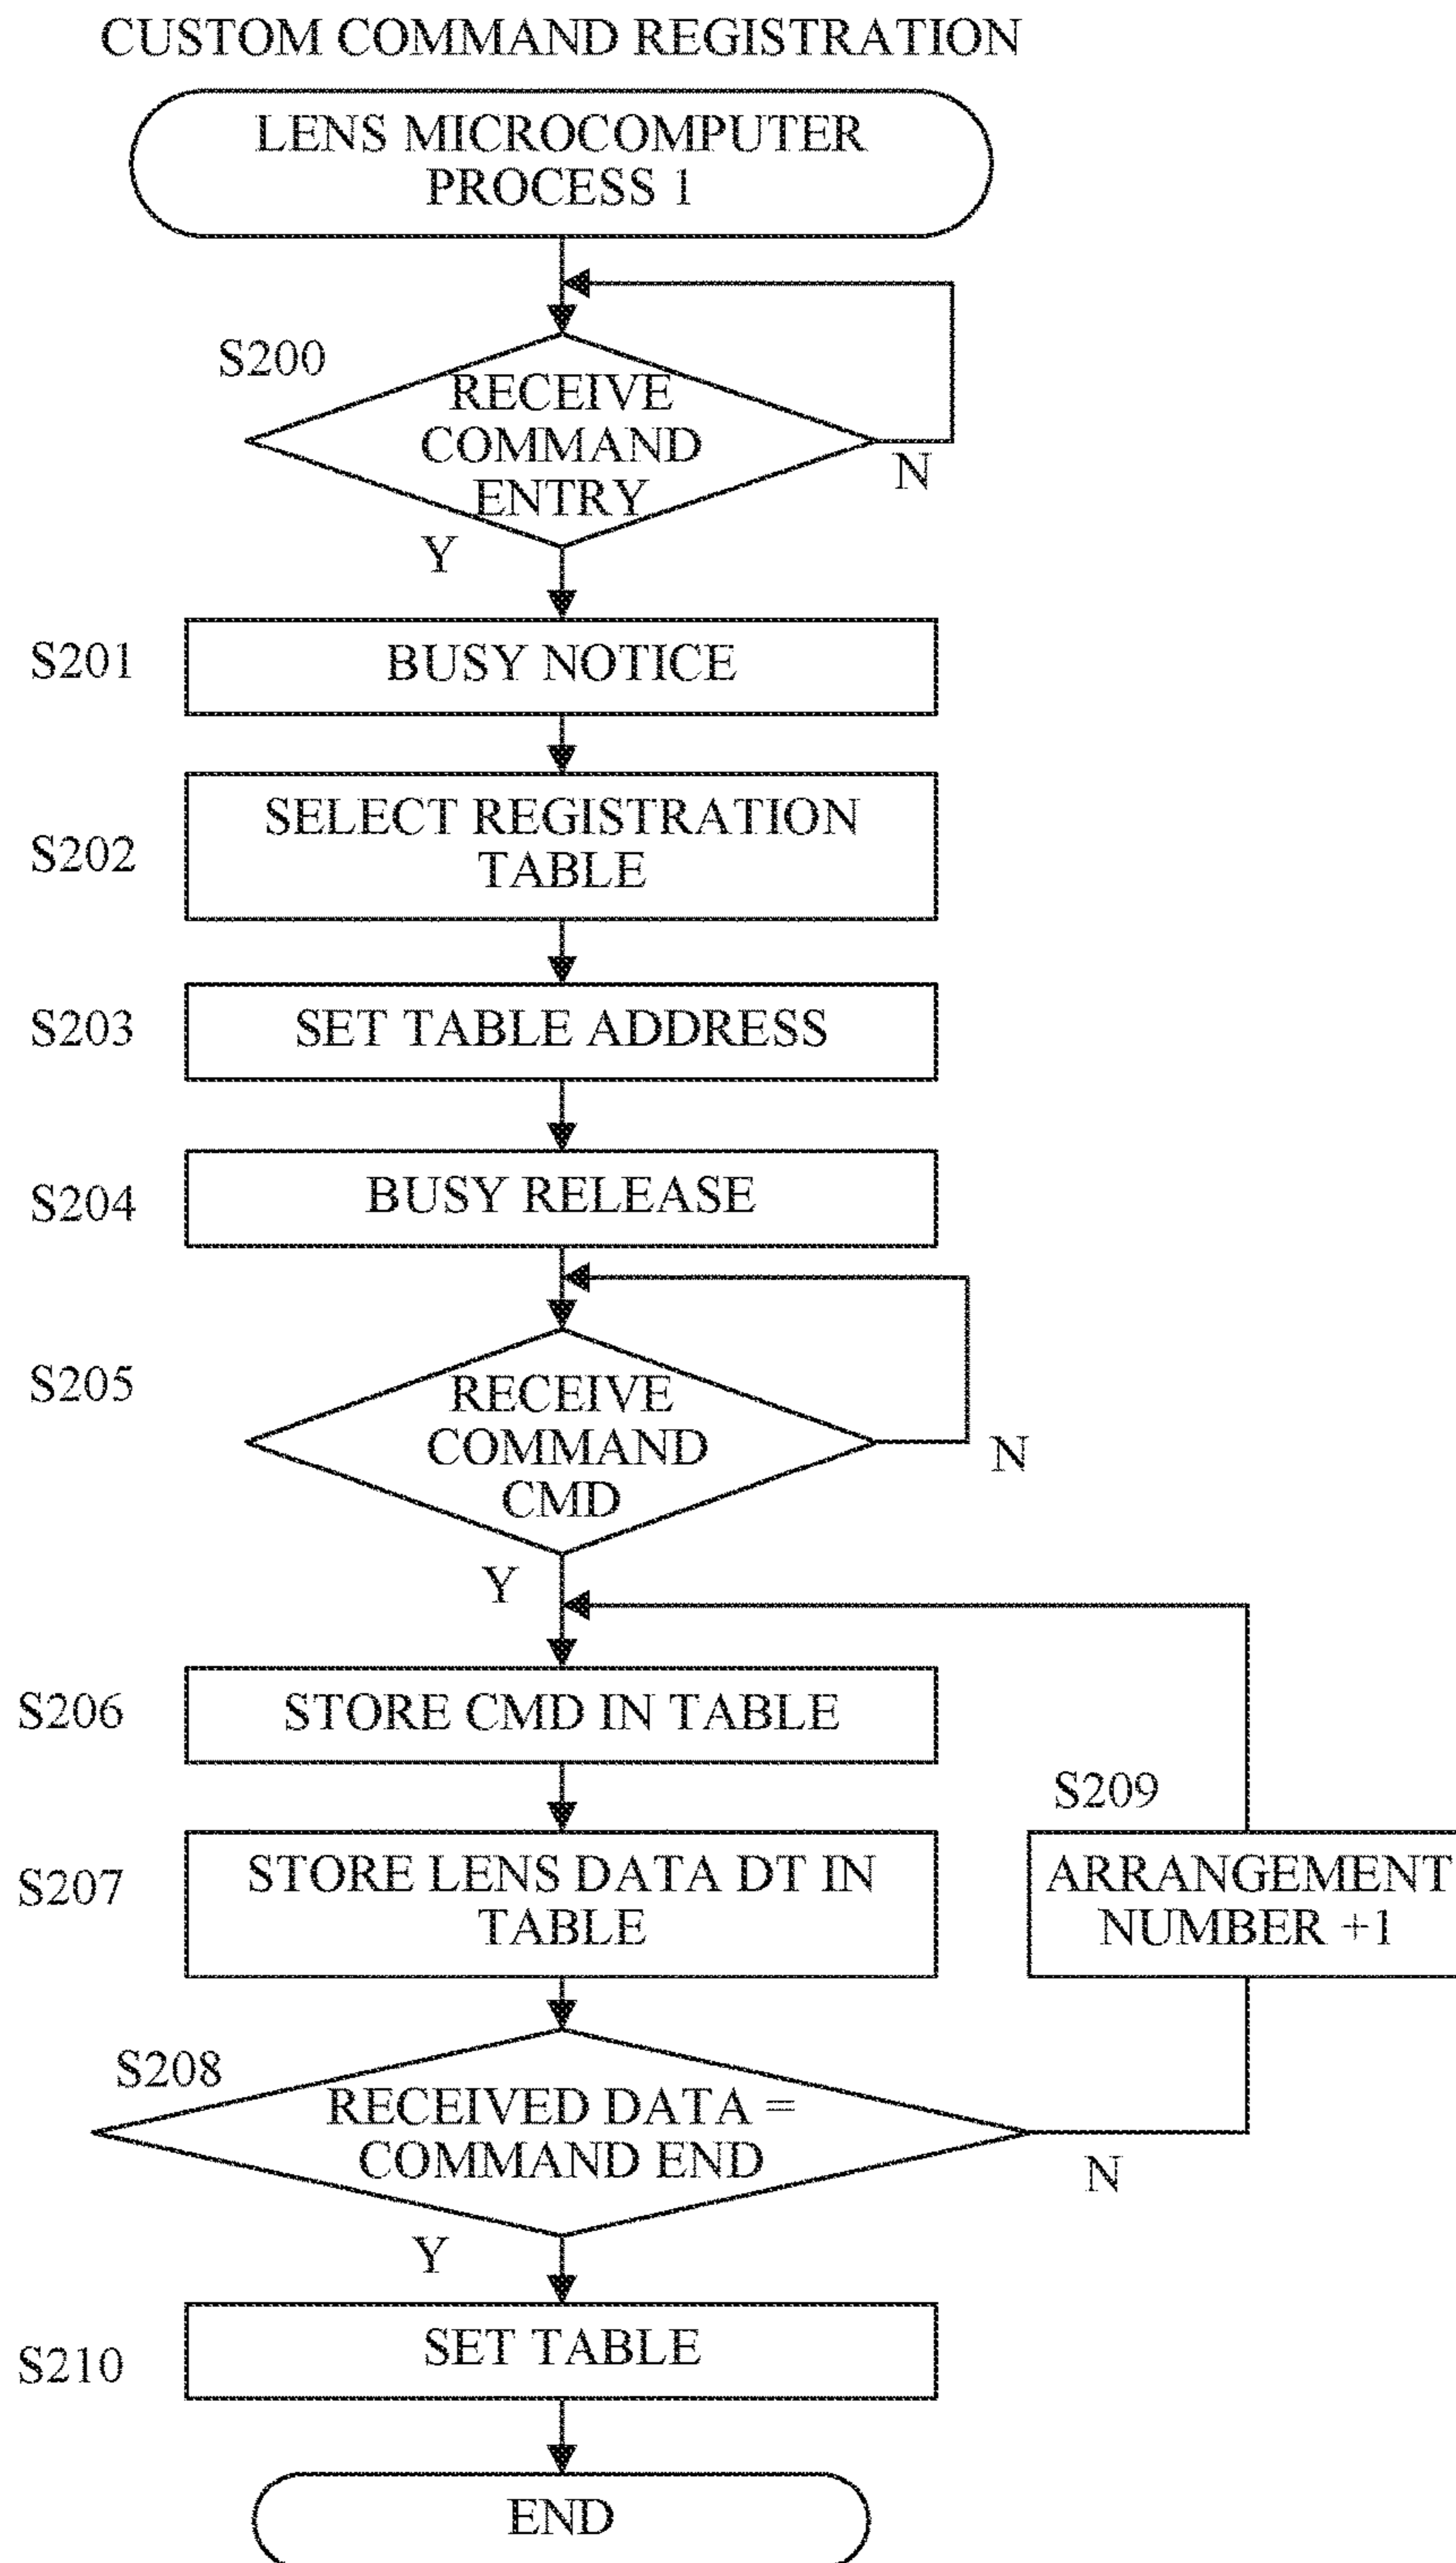 CUSTOM COMMAND REGISTRATION
LENS MICROCOMPUTER
PROCESS 1
S200
RECEIVE
COMMAND
ENTRY
N
Y
S201
BUSY NOTICE
S202
SELECT REGISTRATION
TABLE
S203
SET TABLE ADDRESS
S204
BUSY RELEASE
S205
RECEIVE
COMMAND
CMD
N
Y
S206
STORE CMD IN TABLE
S209
S207
STORE LENS DATA DT IN
TABLE
ARRANGEMENT
NUMBER +1
S208
RECEIVED DATA =
COMMAND END
N
Y
S210
SET TABLE
END